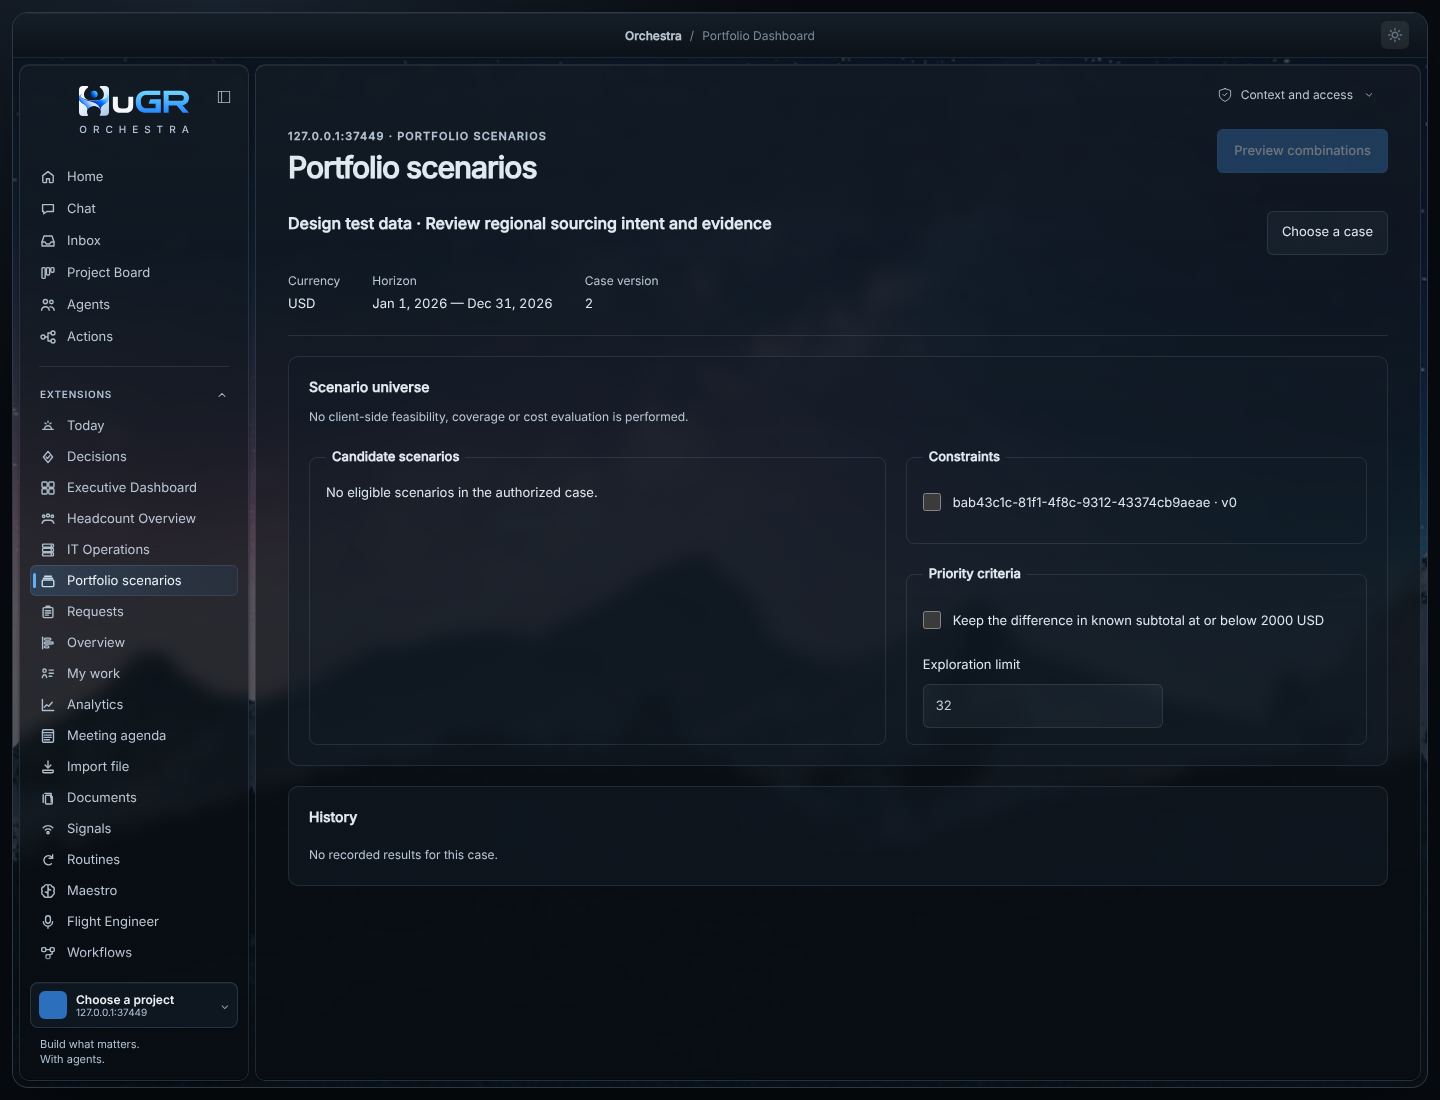 Orchestra / Portfolio Dashboard
HuGR
ORCHESTRA
Home
Chat
Inbox
Project Board
Agents
Actions
EXTENSIONS
Today
Decisions
Executive Dashboard
Headcount Overview
IT Operations
Portfolio scenarios
Requests
Overview
My work
Analytics
Meeting agenda
Import file
Documents
Signals
Routines
Maestro
Flight Engineer
Workflows
Choose a project
127.0.0.1:37449
Build what matters.
With agents.
Context and access
127.0.0.1:37449 · PORTFOLIO SCENARIOS
Portfolio scenarios
Preview combinations
Design test data · Review regional sourcing intent and evidence
Choose a case
Currency Horizon Case version
USD Jan 1, 2026 — Dec 31, 2026 2
Scenario universe
No client-side feasibility, coverage or cost evaluation is performed.
Candidate scenarios
No eligible scenarios in the authorized case.
Constraints
bab43c1c-81f1-4f8c-9312-43374cb9aeae · v0
Priority criteria
Keep the difference in known subtotal at or below 2000 USD
Exploration limit
32
History
No recorded results for this case.